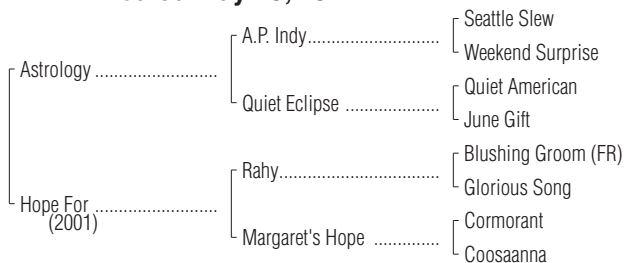 Seattle Slew
A.P. Indy
Weekend Surprise
Astrology
Quiet American
Quiet Eclipse
June Gift
Blushing Groom (FR)
Rahy
Glorious Song
Hope For
(2001)
Cormorant
Margaret's Hope
Coosaanna